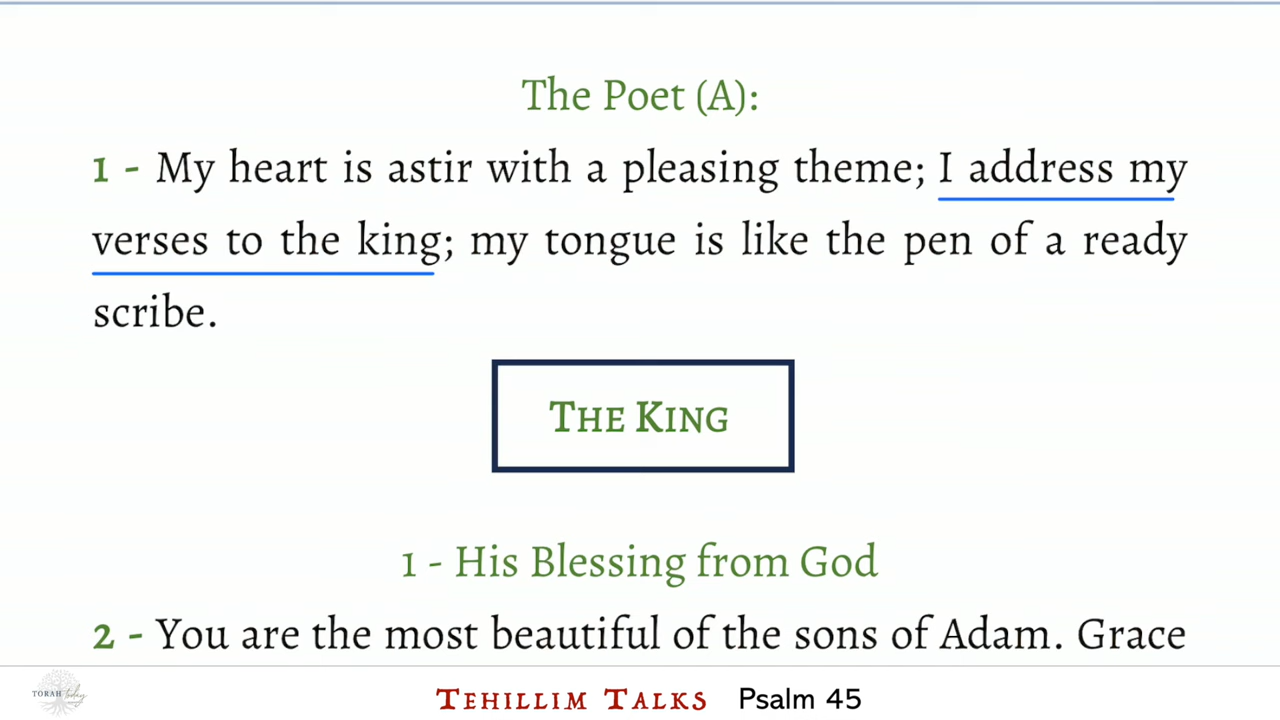 The Poet (A):
1 - My heart is astir with a pleasing theme; I address my
verses to the king; my tongue is like the pen of a ready
scribe.
THE KING
1 - His Blessing from God
2 - You are the most beautiful of the sons of Adam. Grace
TORAH today
TEHILLIM TALKS Psalm 45